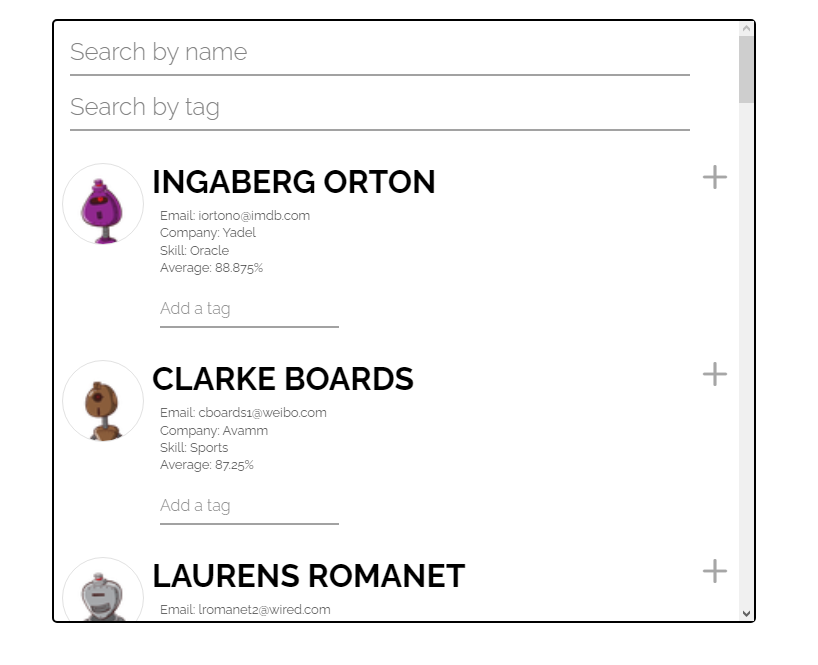 Search by name
Search by tag
INGABERG ORTON
Email: iorton0@imdb.com
Company: Yadel
Skill: Oracle
Average: 88.875%
Add a tag
CLARKE BOARDS
Email: cboards1@weibo.com
Company: Avamm
Skill: Sports
Average: 87.25%
Add a tag
LAURENS ROMANET
Email: lromanet2@wired.com